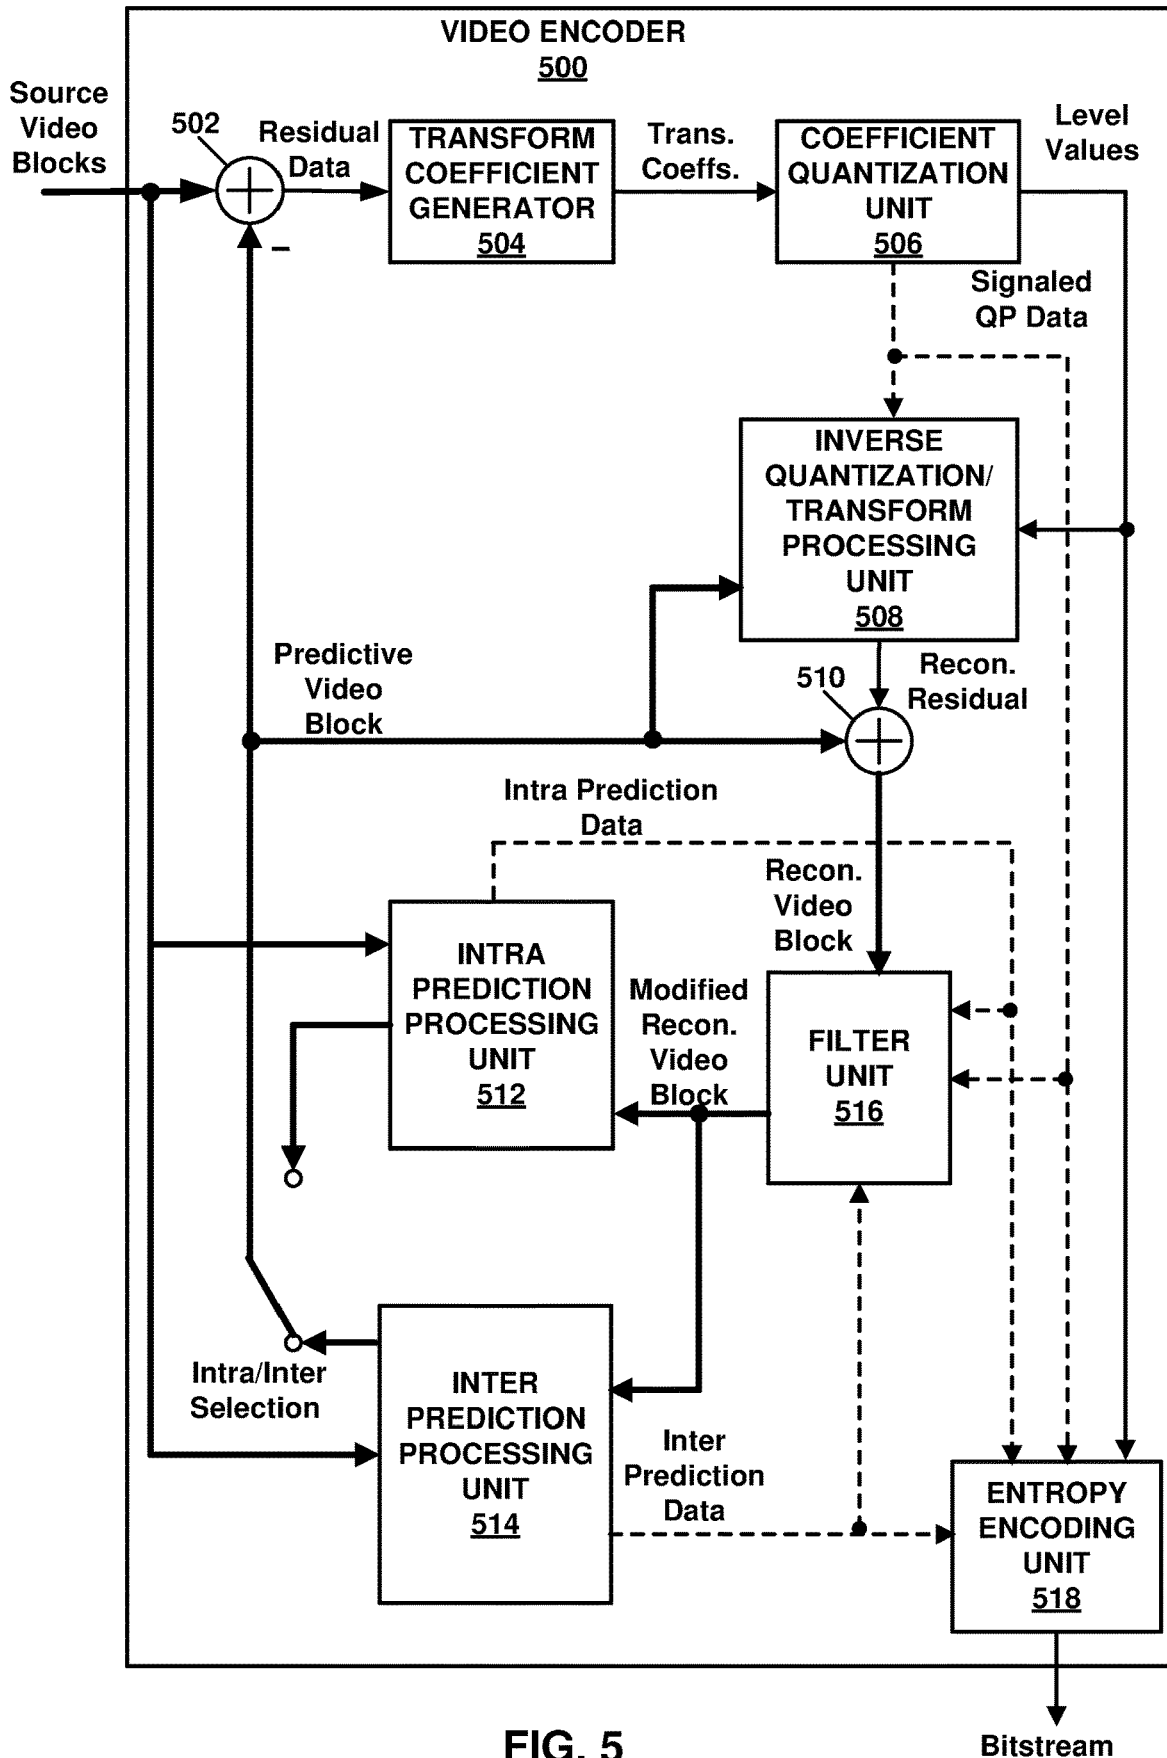 VIDEO ENCODER
500
Source
Video
Blocks
502
Residual
Data
TRANSFORM
COEFFICIENT
GENERATOR
504
Trans.
Coeffs.
COEFFICIENT
QUANTIZATION
UNIT
506
Level
Values
–
Signaled
QP Data
INVERSE
QUANTIZATION/
TRANSFORM
PROCESSING
UNIT
508
Predictive
Video
Block
510
Recon.
Residual
Intra Prediction
Data
Recon.
Video
Block
INTRA
PREDICTION
PROCESSING
UNIT
512
Modified
Recon.
Video
Block
FILTER
UNIT
516
Intra/Inter
Selection
INTER
PREDICTION
PROCESSING
UNIT
514
Inter
Prediction
Data
ENTROPY
ENCODING
UNIT
518
Bitstream
FIG. 5